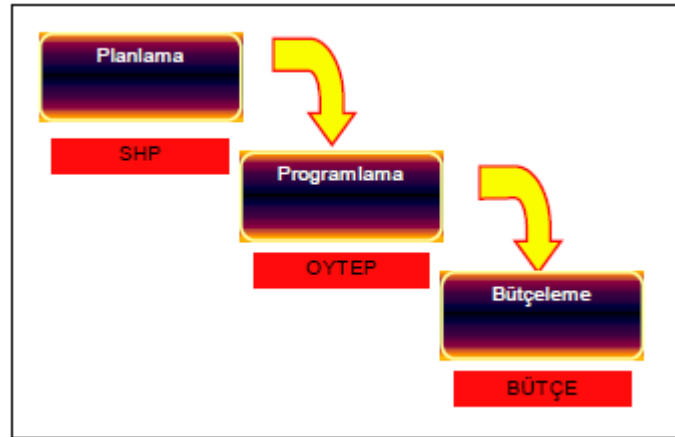 Planlama
SHP
Programlama
OYTEP
Bütçeleme
BÜTÇE